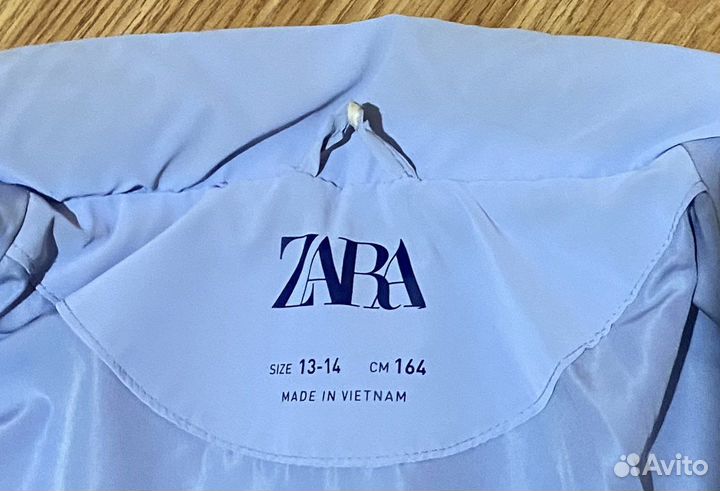 ZARA
SIZE 13-14 CM 164
MADE IN VIETNAM
Avito